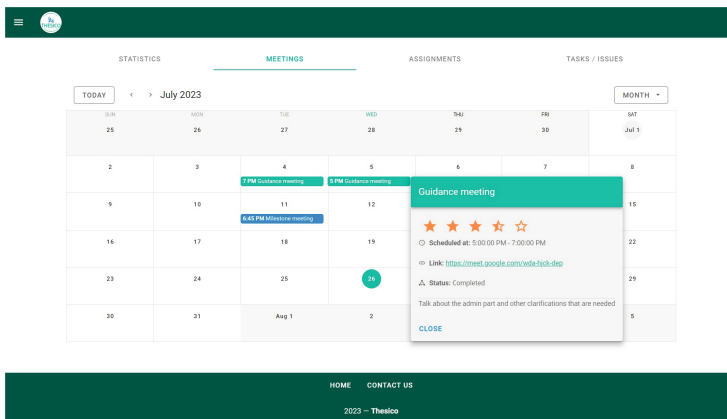 THESICO
STATISTICS MEETINGS ASSIGNMENTS TASKS / ISSUES
TODAY ‹ › July 2023 MONTH
SUN MON TUE WED THU FRI SAT
25 26 27 28 29 30 Jul 1
2 3 4 5 6 7 8
7 PM Guidance meeting 5 PM Guidance meeting
Guidance meeting
9 10 11 12 15
6:45 PM Milestone meeting
16 17 18 19 22
Scheduled at: 5:00:00 PM - 7:00:00 PM
Link: https://meet.google.com/wda-hjck-dep
23 24 25 26 29
Status: Completed
Talk about the admin part and other clarifications that are needed
30 31 Aug 1 2 5
CLOSE
HOME CONTACT US
2023 — Thesico